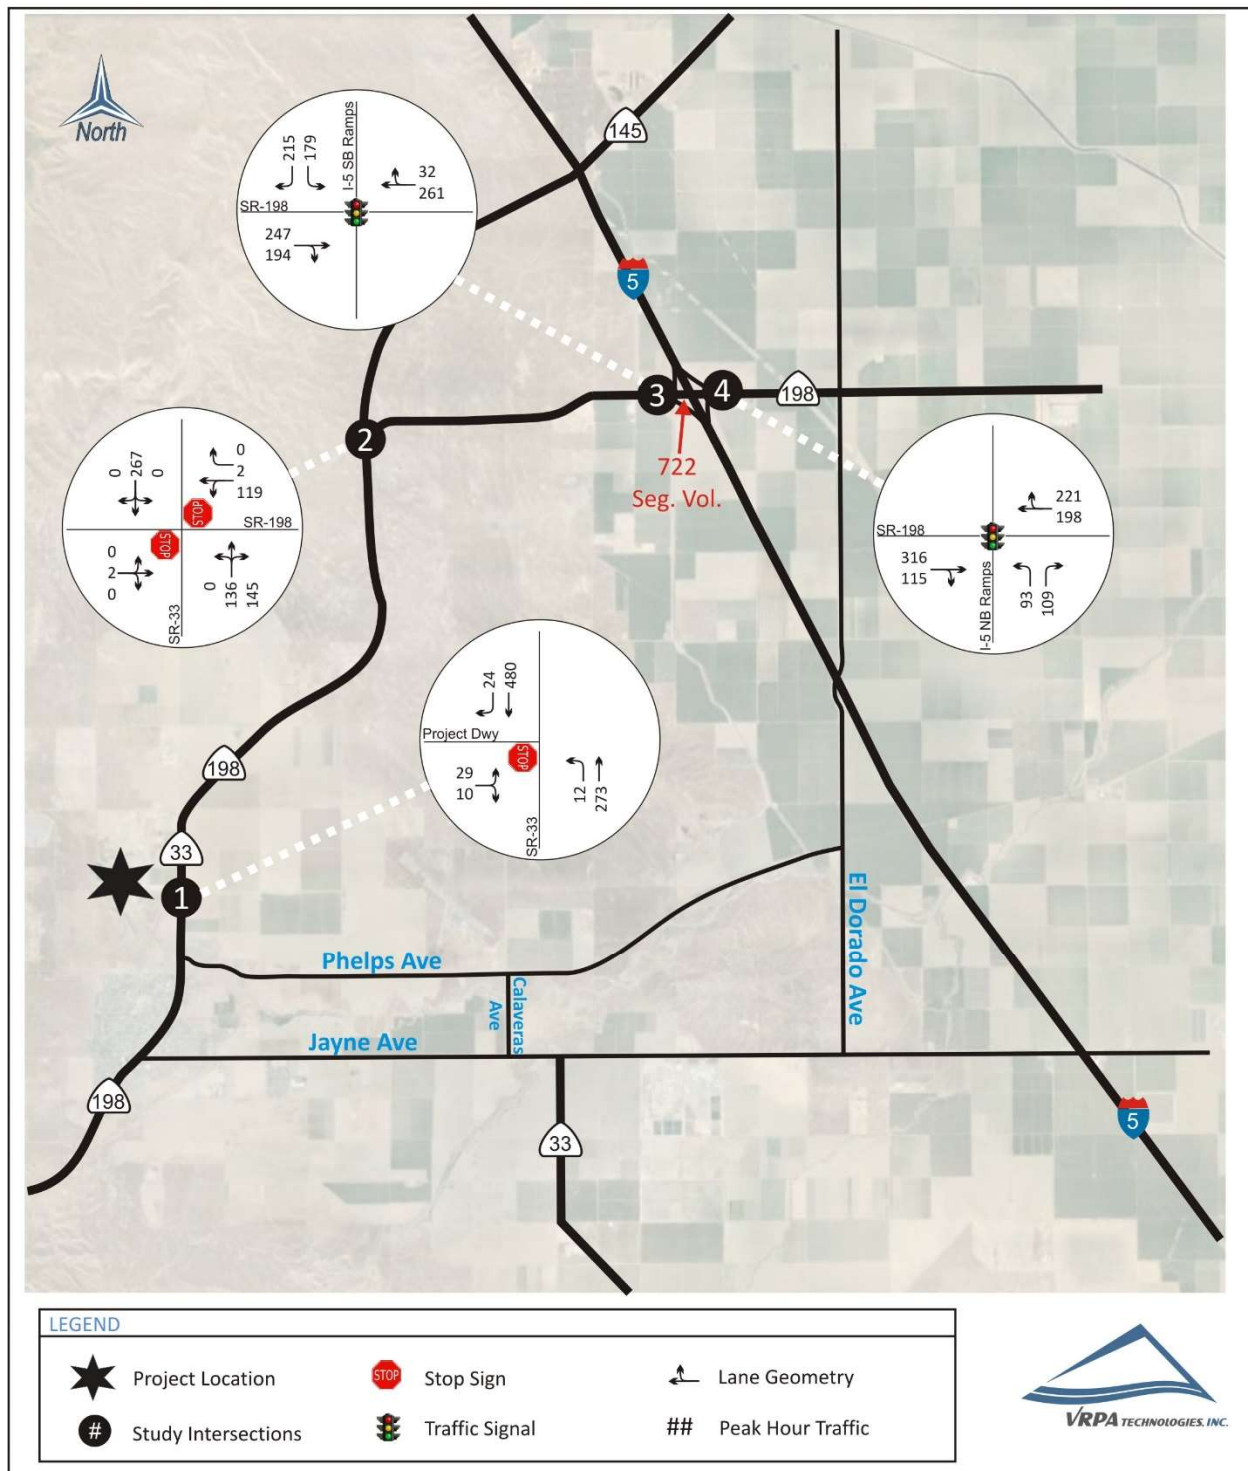 North
145
5
215
179
I-5 SB Ramps
32
261
SR-198
247
194
3
4
198
722
Seg. Vol.
2
0
267
0
0
2
119
STOP
SR-198
STOP
0
2
0
0
136
145
SR-33
221
198
SR-198
316
115
I-5 NB Ramps
93
109
24
480
Project Dwy
STOP
29
10
12
273
SR-33
198
33
1
Phelps Ave
Calaveras
Ave
El Dorado Ave
Jayne Ave
198
33
5
LEGEND
Project Location
STOP
Stop Sign
Lane Geometry
#
Study Intersections
Traffic Signal
##
Peak Hour Traffic
VRPA TECHNOLOGIES, INC.